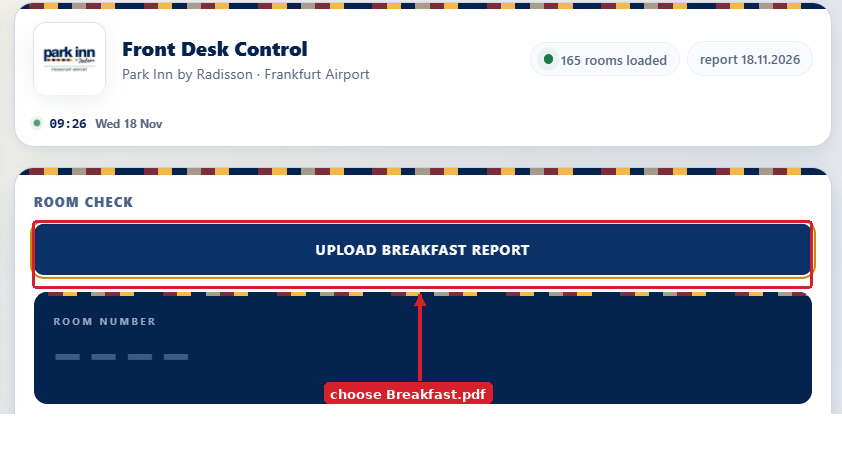 park inn
by Radisson
FRANKFURT AIRPORT
Front Desk Control
Park Inn by Radisson · Frankfurt Airport
165 rooms loaded
report 18.11.2026
09:26 Wed 18 Nov
ROOM CHECK
UPLOAD BREAKFAST REPORT
ROOM NUMBER
choose Breakfast.pdf